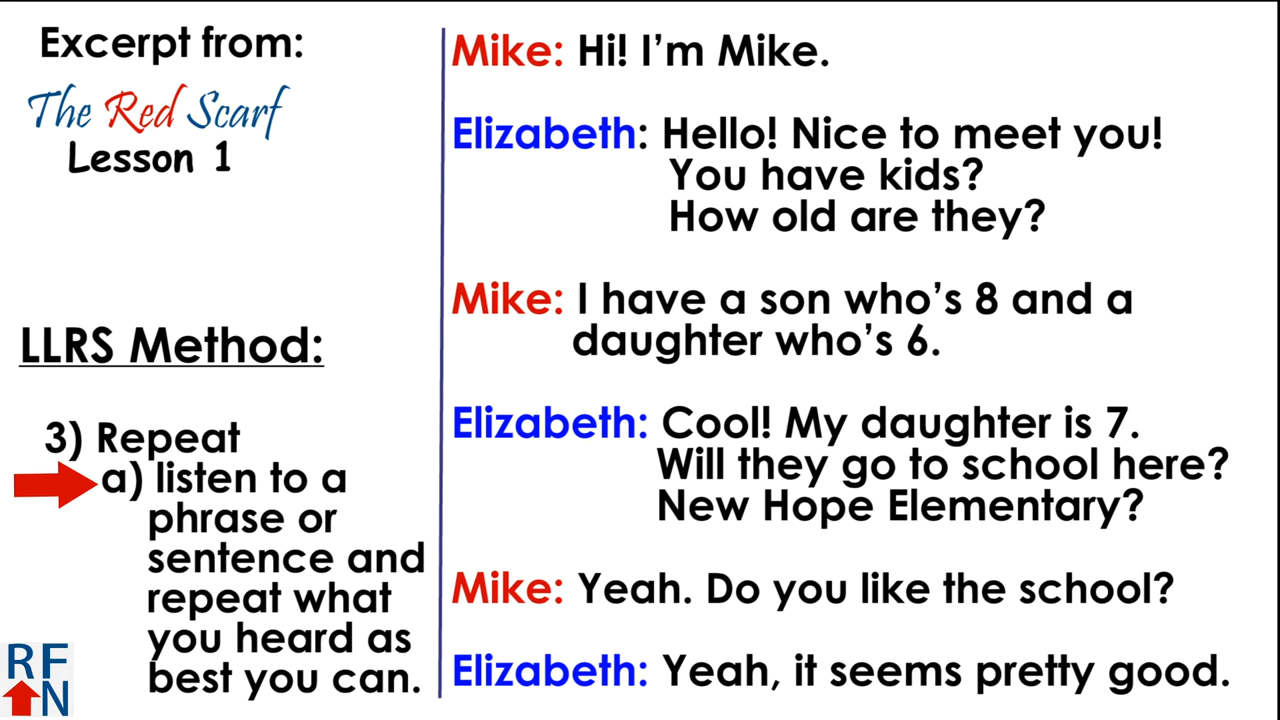 Excerpt from:
The Red Scarf
Lesson 1
LLRS Method:
3) Repeat
a) listen to a
phrase or
sentence and
repeat what
you heard as
best you can.
RF
N
Mike: Hi! I’m Mike.
Elizabeth: Hello! Nice to meet you!
You have kids?
How old are they?
Mike: I have a son who’s 8 and a
daughter who’s 6.
Elizabeth: Cool! My daughter is 7.
Will they go to school here?
New Hope Elementary?
Mike: Yeah. Do you like the school?
Elizabeth: Yeah, it seems pretty good.